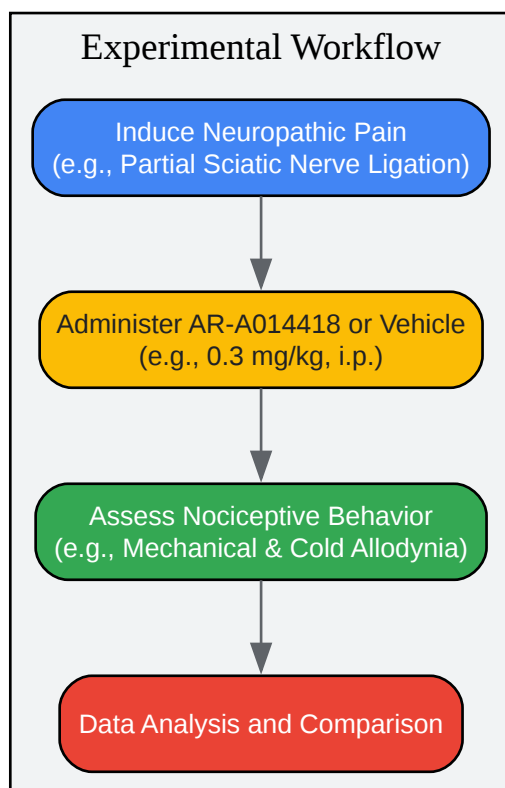 Experimental Workflow
Induce Neuropathic Pain
(e.g., Partial Sciatic Nerve Ligation)
Administer AR-A014418 or Vehicle
(e.g., 0.3 mg/kg, i.p.)
Assess Nociceptive Behavior
(e.g., Mechanical & Cold Allodynia)
Data Analysis and Comparison